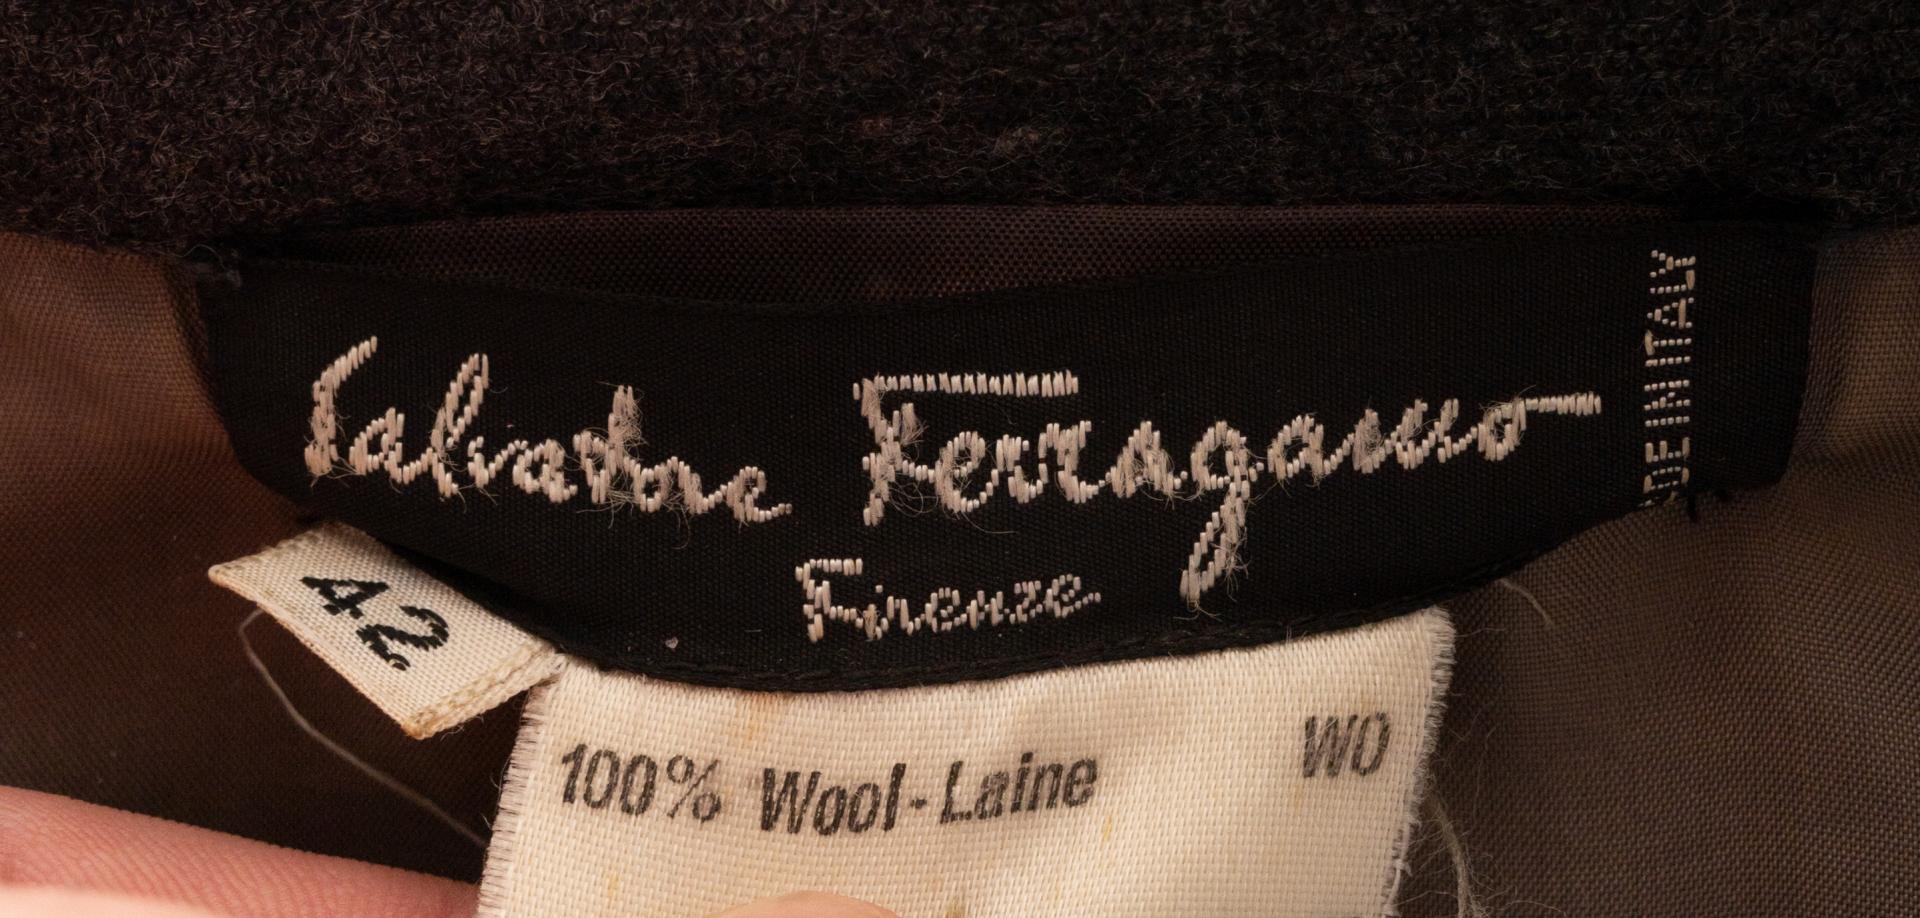 Salvatore Ferragamo
Firenze
MADE IN ITALY
42
100% Wool-Laine WO